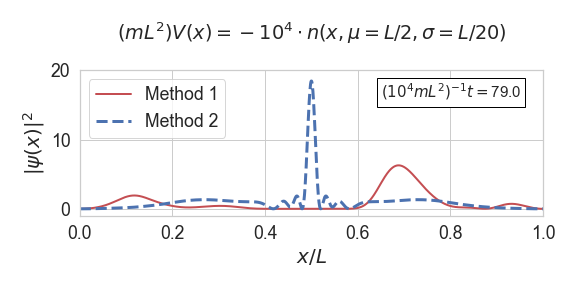 (mL²)V(x) = −10⁴ · n(x, μ = L/2, σ = L/20)
20
10
0
|ψ(x)|²
Method 1
Method 2
(10⁴mL²)⁻¹t = 79.0
0.0 0.2 0.4 0.6 0.8 1.0
x/L